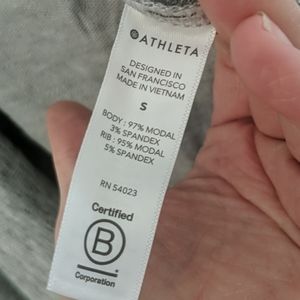 ATHLETA
DESIGNED IN
SAN FRANCISCO
MADE IN VIETNAM
S
BODY : 97% MODAL
3% SPANDEX
RIB : 95% MODAL
5% SPANDEX
RN 54023
Certified
B
Corporation